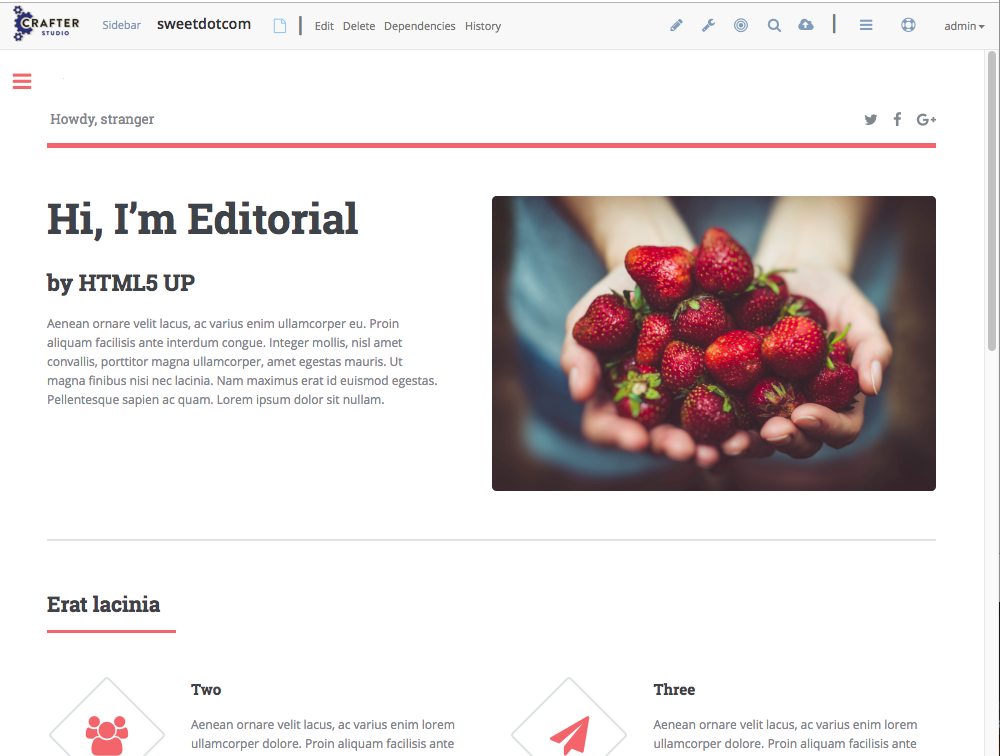 CRAFTER STUDIO
Sidebar sweetdotcom Edit Delete Dependencies History admin
Howdy, stranger
Hi, I’m Editorial
by HTML5 UP
Aenean ornare velit lacus, ac varius enim ullamcorper eu. Proin
aliquam facilisis ante interdum congue. Integer mollis, nisl amet
convallis, porttitor magna ullamcorper, amet egestas mauris. Ut
magna finibus nisi nec lacinia. Nam maximus erat id euismod egestas.
Pellentesque sapien ac quam. Lorem ipsum dolor sit nullam.
Erat lacinia
Two
Aenean ornare velit lacus, ac varius enim lorem
ullamcorper dolore. Proin aliquam facilisis ante
Three
Aenean ornare velit lacus, ac varius enim lorem
ullamcorper dolore. Proin aliquam facilisis ante